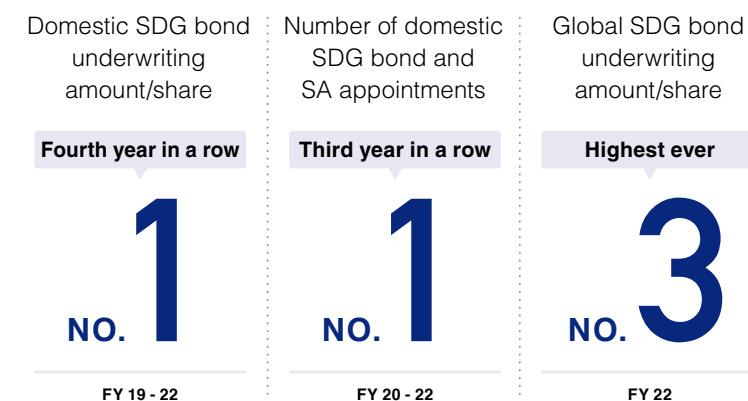 Domestic SDG bond
underwriting
amount/share
Fourth year in a row
NO. 1
FY 19 - 22
Number of domestic
SDG bond and
SA appointments
Third year in a row
NO. 1
FY 20 - 22
Global SDG bond
underwriting
amount/share
Highest ever
NO. 3
FY 22